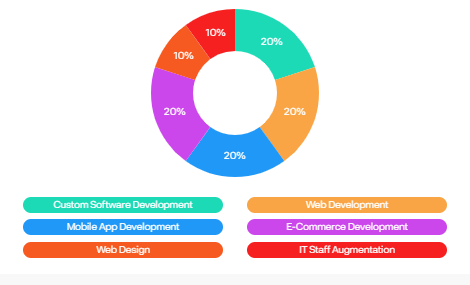 10%
20%
10%
20%
20%
20%
Custom Software Development
Web Development
Mobile App Development
E-Commerce Development
Web Design
IT Staff Augmentation